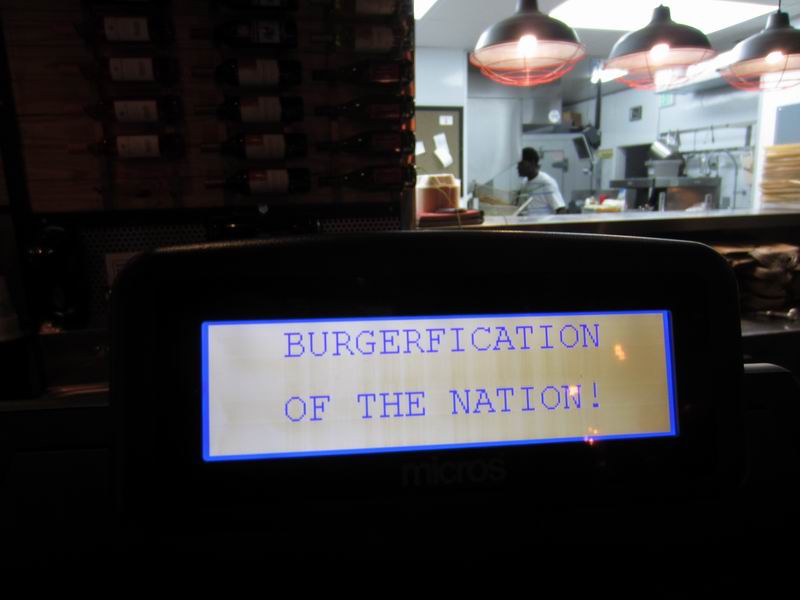 BURGERFICATION
OF THE NATION!
micros